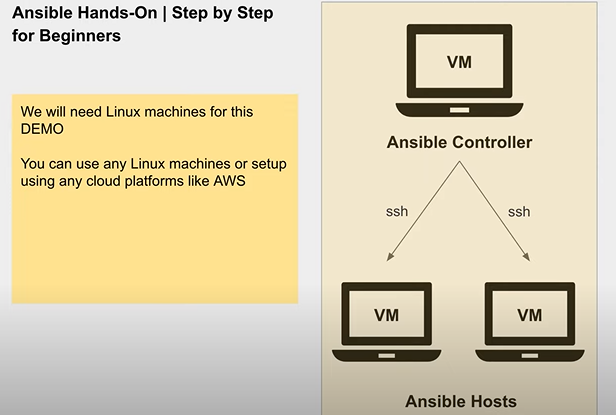 Ansible Hands-On | Step by Step
for Beginners
We will need Linux machines for this
DEMO
You can use any Linux machines or setup
using any cloud platforms like AWS
VM
Ansible Controller
ssh
ssh
VM
VM
Ansible Hosts